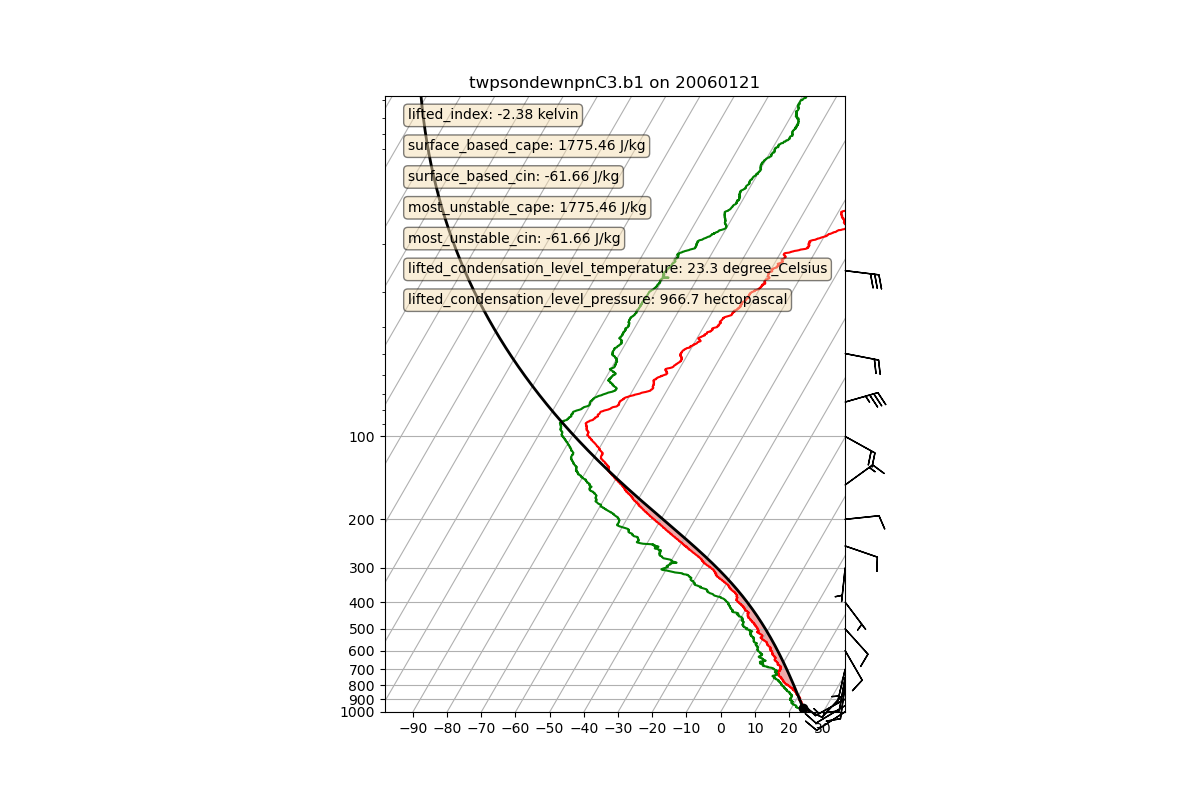 twpsondewnpnC3.b1 on 20060121
lifted_index: -2.38 kelvin
surface_based_cape: 1775.46 J/kg
surface_based_cin: -61.66 J/kg
most_unstable_cape: 1775.46 J/kg
most_unstable_cin: -61.66 J/kg
lifted_condensation_level_temperature: 23.3 degree_Celsius
lifted_condensation_level_pressure: 966.7 hectopascal
100
200
300
400
500
600
700
800
900
1000
−90 −80 −70 −60 −50 −40 −30 −20 −10 0 10 20 30